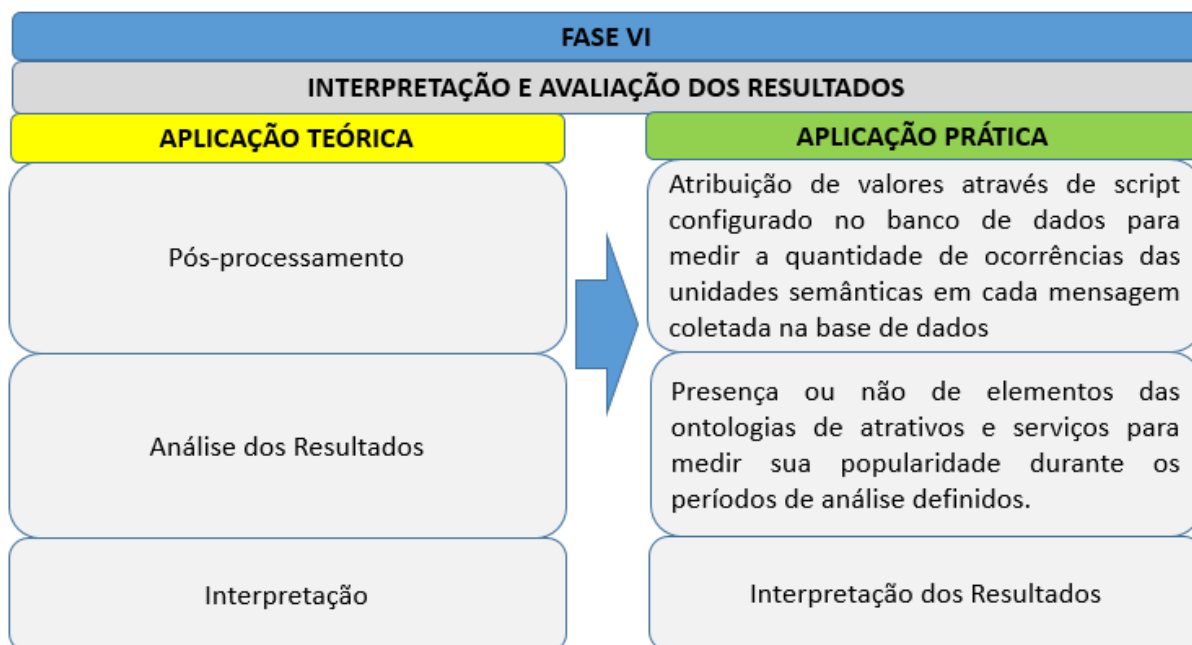 FASE VI
INTERPRETAÇÃO E AVALIAÇÃO DOS RESULTADOS
APLICAÇÃO TEÓRICA
APLICAÇÃO PRÁTICA
Pós-processamento
Atribuição de valores através de script
configurado no banco de dados para
medir a quantidade de ocorrências das
unidades semânticas em cada mensagem
coletada na base de dados
Análise dos Resultados
Presença ou não de elementos das
ontologias de atrativos e serviços para
medir sua popularidade durante os
períodos de análise definidos.
Interpretação
Interpretação dos Resultados